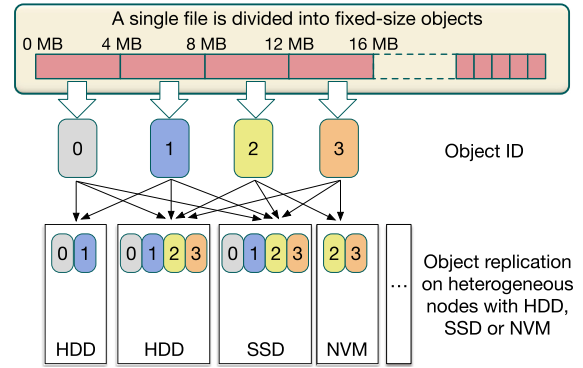 A single file is divided into fixed-size objects
0 MB 4 MB 8 MB 12 MB 16 MB
0 1 2 3 Object ID
0 1 0 1 2 3 0 1 2 3 2 3
...
Object replication
on heterogeneous
nodes with HDD,
SSD or NVM
HDD HDD SSD NVM